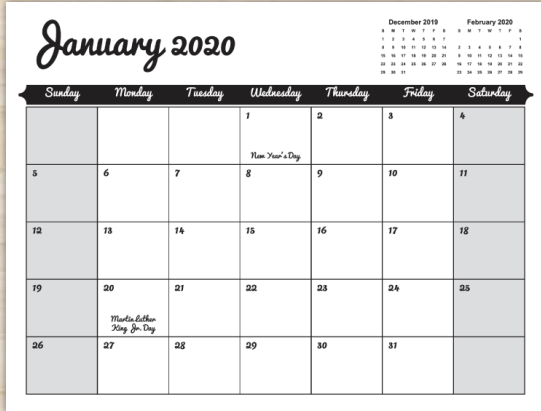 January 2020
December 2019
S M T W T F S
1 2 3 4 5 6 7
8 9 10 11 12 13 14
15 16 17 18 19 20 21
22 23 24 25 26 27 28
29 30 31
February 2020
S M T W T F S
1
2 3 4 5 6 7 8
9 10 11 12 13 14 15
16 17 18 19 20 21 22
23 24 25 26 27 28 29
Sunday Monday Tuesday Wednesday Thursday Friday Saturday
1 2 3 4
New Year's Day
5 6 7 8 9 10 11
12 13 14 15 16 17 18
19 20 21 22 23 24 25
Martin Luther
King Jr. Day
26 27 28 29 30 31